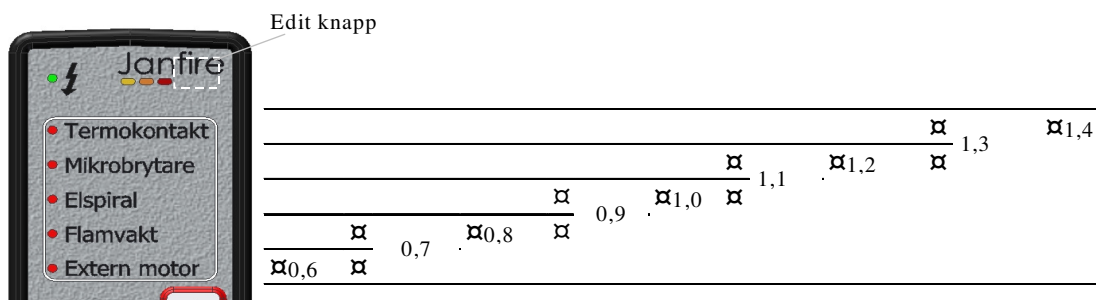 Edit knapp
Janfire
Termokontakt ¤ 1,3 ¤1,4
Mikrobrytare ¤ 1,1 ¤1,2 ¤
Elspiral ¤ 0,9 ¤1,0 ¤
Flamvakt ¤ 0,7 ¤0,8 ¤
Extern motor ¤0,6 ¤